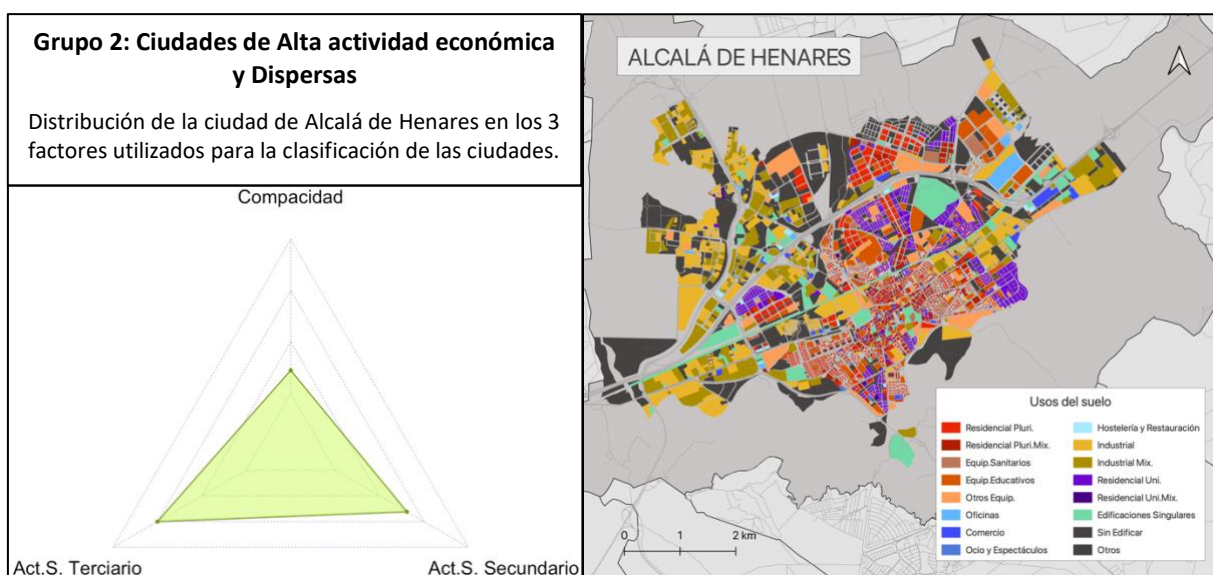 Grupo 2: Ciudades de Alta actividad económica
y Dispersas
Distribución de la ciudad de Alcalá de Henares en los 3
factores utilizados para la clasificación de las ciudades.
Compacidad
Act.S. Terciario
Act.S. Secundario
ALCALÁ DE HENARES
Usos del suelo
Residencial Pluri.
Residencial Pluri.Mix.
Equip.Sanitarios
Equip.Educativos
Otros Equip.
Oficinas
Comercio
Ocio y Espectáculos
Hostelería y Restauración
Industrial
Industrial Mix.
Residencial Uni.
Residencial Uni.Mix.
Edificaciones Singulares
Sin Edificar
Otros
0 1 2 km